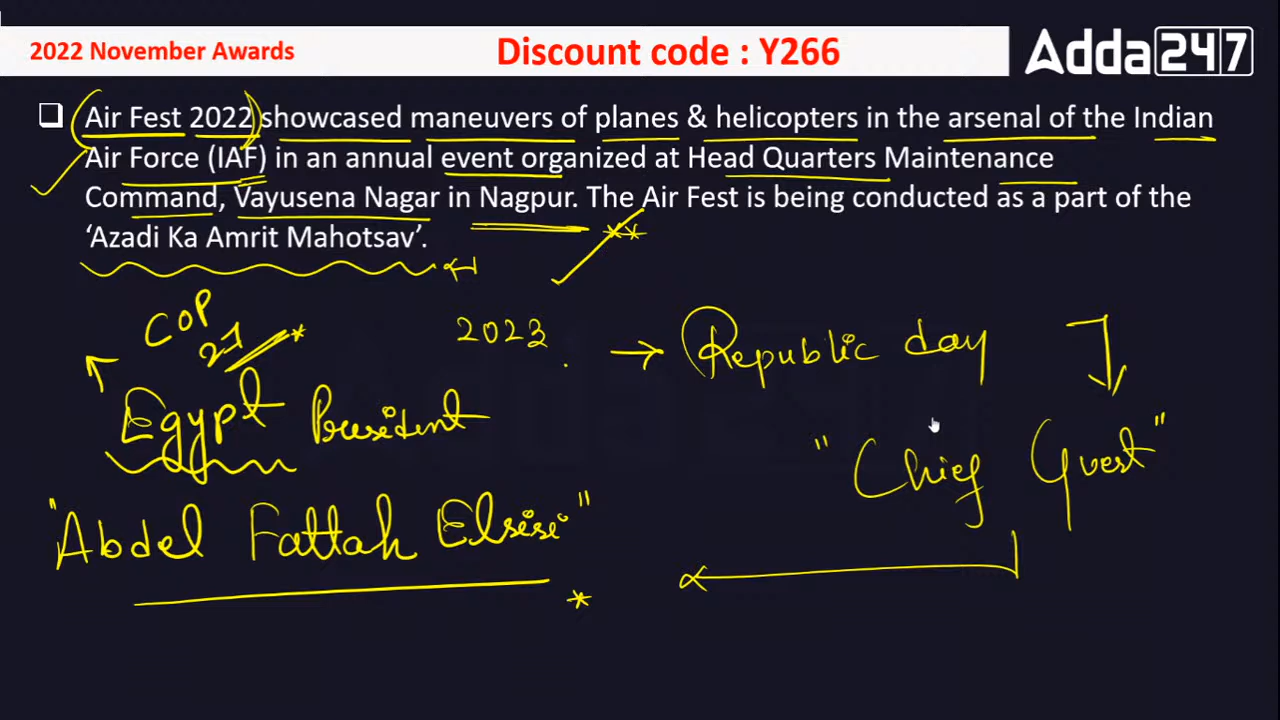 2022 November Awards
Discount code : Y266
Adda247
Air Fest 2022 showcased maneuvers of planes & helicopters in the arsenal of the Indian
Air Force (IAF) in an annual event organized at Head Quarters Maintenance
Command, Vayusena Nagar in Nagpur. The Air Fest is being conducted as a part of the
‘Azadi Ka Amrit Mahotsav’.
COP
27
2023 → Republic day
Egypt President
"Chief Guest"
"Abdel Fattah Elsisi"